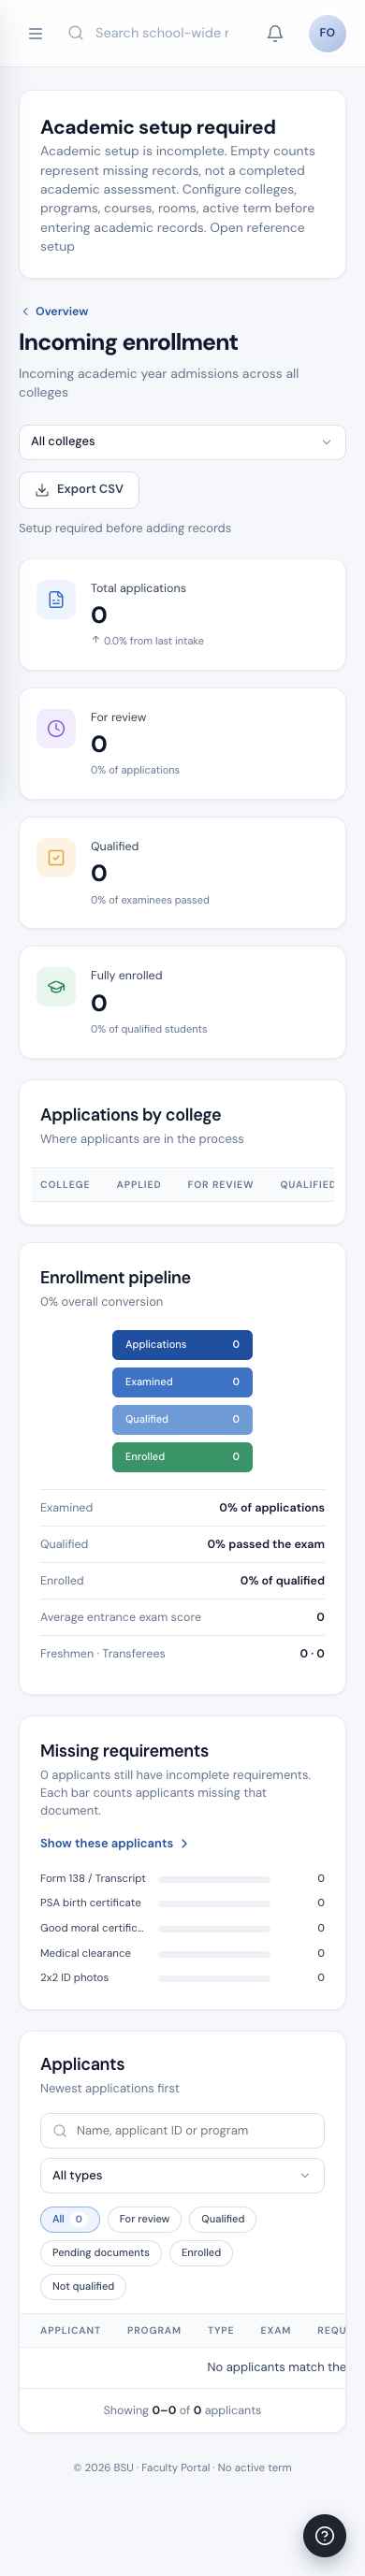 Search school-wide r
FO
Academic setup required
Academic setup is incomplete. Empty counts
represent missing records, not a completed
academic assessment. Configure colleges,
programs, courses, rooms, active term before
entering academic records. Open reference
setup
Overview
Incoming enrollment
Incoming academic year admissions across all
colleges
All colleges
Export CSV
Setup required before adding records
Total applications
0
↑ 0.0% from last intake
For review
0
0% of applications
Qualified
0
0% of examinees passed
Fully enrolled
0
0% of qualified students
Applications by college
Where applicants are in the process
COLLEGE APPLIED FOR REVIEW QUALIFIED
Enrollment pipeline
0% overall conversion
Applications 0
Examined 0
Qualified 0
Enrolled 0
Examined 0% of applications
Qualified 0% passed the exam
Enrolled 0% of qualified
Average entrance exam score 0
Freshmen · Transferees 0 · 0
Missing requirements
0 applicants still have incomplete requirements.
Each bar counts applicants missing that
document.
Show these applicants
Form 138 / Transcript 0
PSA birth certificate 0
Good moral certific... 0
Medical clearance 0
2x2 ID photos 0
Applicants
Newest applications first
Name, applicant ID or program
All types
All 0 For review Qualified
Pending documents Enrolled
Not qualified
APPLICANT PROGRAM TYPE EXAM REQU
No applicants match the
Showing 0–0 of 0 applicants
© 2026 BSU · Faculty Portal · No active term